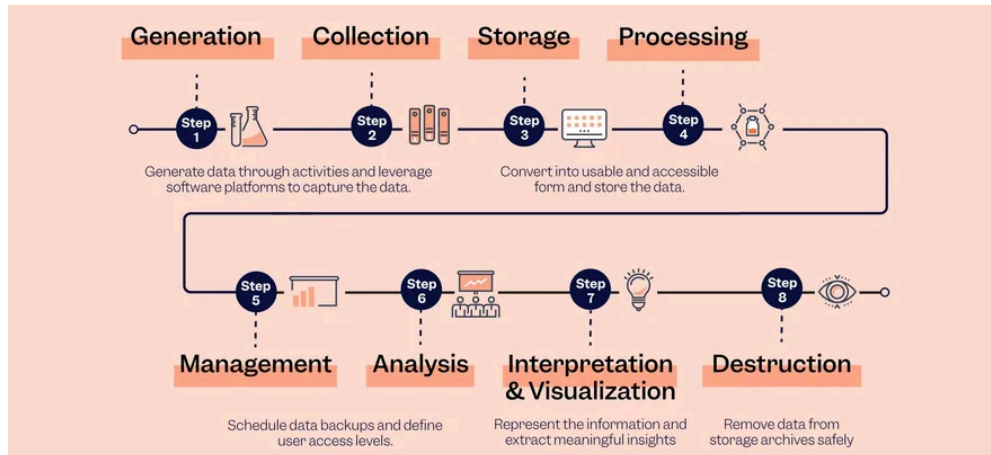 Generation
Collection
Storage
Processing
Step
1
Step
2
Step
3
Step
4
Generate data through activities and leverage
software platforms to capture the data.
Convert into usable and accessible
form and store the data.
Step
5
Step
6
Step
7
Step
8
Management
Analysis
Interpretation
& Visualization
Destruction
Schedule data backups and define
user access levels.
Represent the information and
extract meaningful insights
Remove data from
storage archives safely